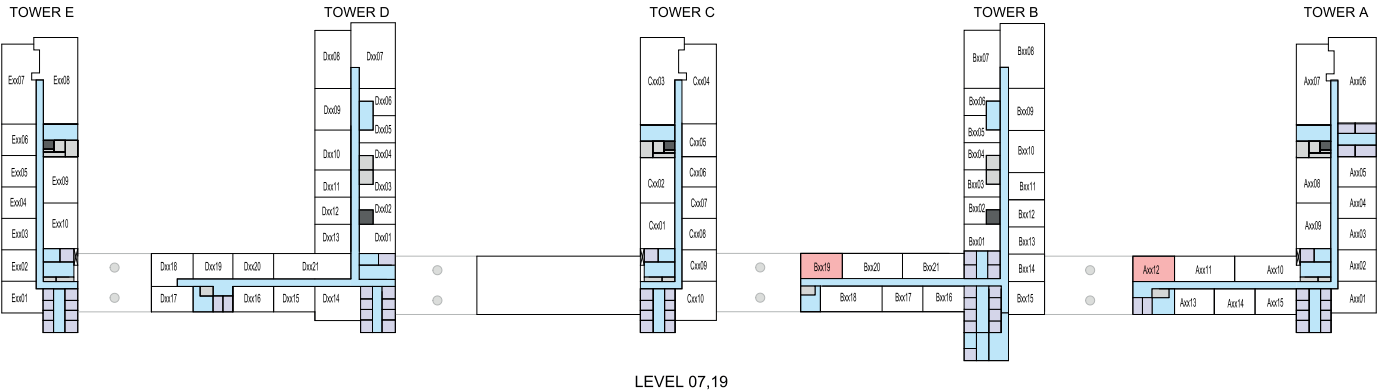 TOWER E
TOWER D
TOWER C
TOWER B
TOWER A
Exx07
Exx08
Exx06
Exx05
Exx09
Exx04
Exx03
Exx10
Exx02
Exx01
Dxx08
Dxx07
Dxx09
Dxx06
Dxx05
Dxx10
Dxx04
Dxx11
Dxx03
Dxx12
Dxx02
Dxx13
Dxx01
Dxx18
Dxx19
Dxx20
Dxx21
Dxx17
Dxx16
Dxx15
Dxx14
Cxx03
Cxx04
Cxx05
Cxx06
Cxx02
Cxx07
Cxx01
Cxx08
Cxx09
Cxx10
Bxx07
Bxx08
Bxx06
Bxx09
Bxx05
Bxx04
Bxx10
Bxx03
Bxx11
Bxx02
Bxx12
Bxx01
Bxx13
Bxx19
Bxx20
Bxx21
Bxx14
Bxx18
Bxx17
Bxx16
Bxx15
Axx07
Axx06
Axx05
Axx08
Axx04
Axx09
Axx03
Axx12
Axx11
Axx10
Axx02
Axx13
Axx14
Axx15
Axx01
LEVEL 07,19